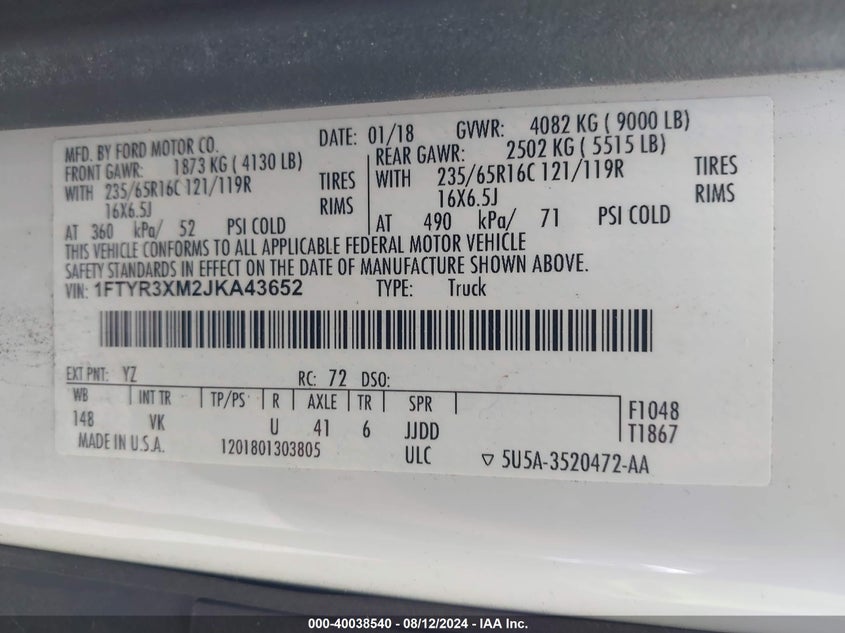 MFD. BY FORD MOTOR CO. DATE: 01/18 GVWR: 4082 KG ( 9000 LB)
FRONT GAWR: 1873 KG ( 4130 LB) REAR GAWR: 2502 KG ( 5515 LB)
WITH 235/65R16C 121/119R TIRES WITH 235/65R16C 121/119R TIRES
16X6.5J RIMS 16X6.5J RIMS
AT 360 kPa/ 52 PSI COLD AT 490 kPa/ 71 PSI COLD
THIS VEHICLE CONFORMS TO ALL APPLICABLE FEDERAL MOTOR VEHICLE
SAFETY STANDARDS IN EFFECT ON THE DATE OF MANUFACTURE SHOWN ABOVE.
VIN: 1FTYR3XM2JKA43652 TYPE: Truck
EXT PNT: YZ RC: 72 DSO:
WB INT TR TP/PS R AXLE TR SPR F1048
148 VK U 41 6 JJDD T1867
MADE IN U.S.A. 1201801303805 ULC ▽ 5U5A-3520472-AA
000-40038540 - 08/12/2024 - IAA Inc.